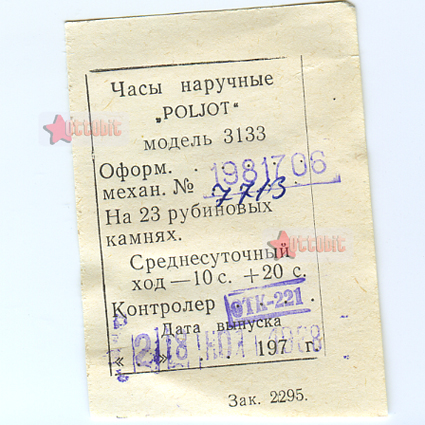 Часы наручные
„POLJOT“
модель 3133
Оформ. 1981706
механ. № 7713
На 23 рубиновых
камнях.
Среднесуточный
ход — 10 с. + 20 с.
Контролер ОТК-221 .
Дата выпуска
« » 197 г.
Зак. 2295.